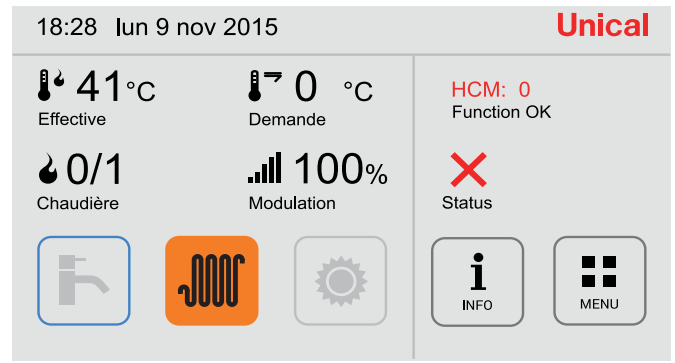 18:28 lun 9 nov 2015
Unical
41°C
Effective
0 °C
Demande
HCM: 0
Function OK
0/1
Chaudière
100%
Modulation
Status
INFO
MENU